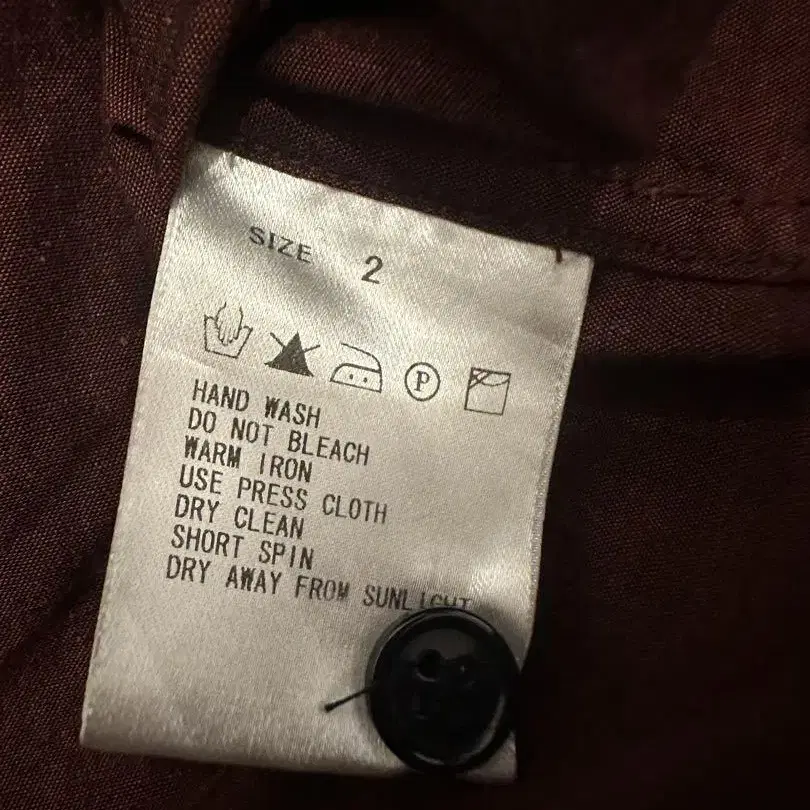 SIZE 2
P
HAND WASH
DO NOT BLEACH
WARM IRON
USE PRESS CLOTH
DRY CLEAN
SHORT SPIN
DRY AWAY FROM SUNLIGHT